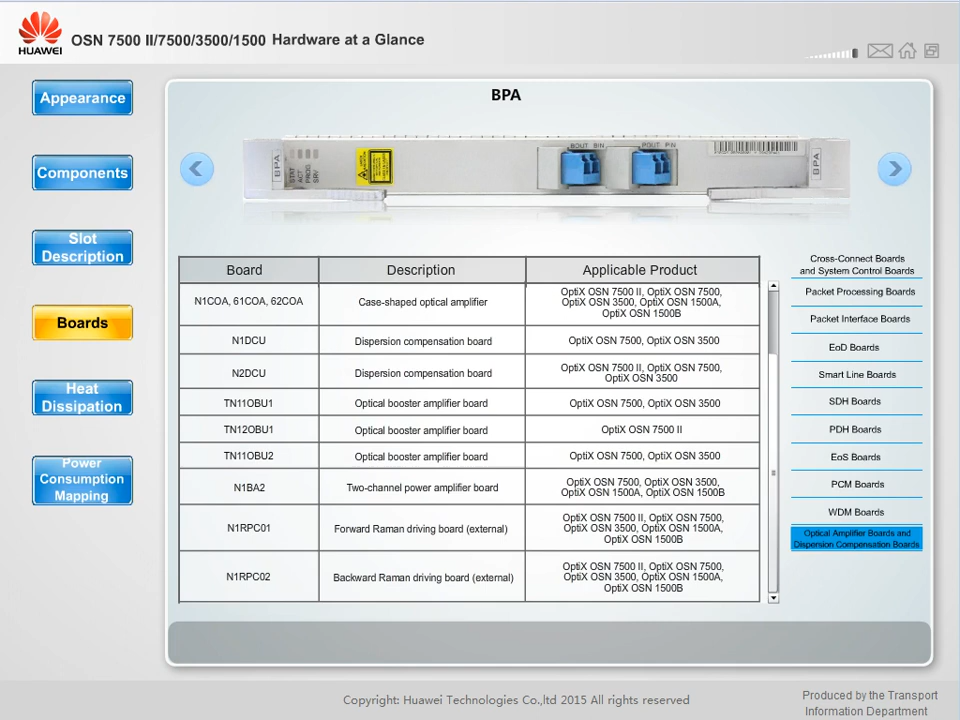 HUAWEI
OSN 7500 II/7500/3500/1500 Hardware at a Glance
Appearance
Components
Slot
Description
Boards
Heat
Dissipation
Power
Consumption
Mapping
BPA
BPA
STAT
ACT
PROG
SRV
BOUT BIN
POUT PIN
BPA
Board Description Applicable Product
N1COA, 61COA, 62COA Case-shaped optical amplifier OptiX OSN 7500 II, OptiX OSN 7500,
OptiX OSN 3500, OptiX OSN 1500A,
OptiX OSN 1500B
N1DCU Dispersion compensation board OptiX OSN 7500, OptiX OSN 3500
N2DCU Dispersion compensation board OptiX OSN 7500 II, OptiX OSN 7500,
OptiX OSN 3500
TN11OBU1 Optical booster amplifier board OptiX OSN 7500, OptiX OSN 3500
TN12OBU1 Optical booster amplifier board OptiX OSN 7500 II
TN11OBU2 Optical booster amplifier board OptiX OSN 7500, OptiX OSN 3500
N1BA2 Two-channel power amplifier board OptiX OSN 7500, OptiX OSN 3500,
OptiX OSN 1500A, OptiX OSN 1500B
N1RPC01 Forward Raman driving board (external) OptiX OSN 7500 II, OptiX OSN 7500,
OptiX OSN 3500, OptiX OSN 1500A,
OptiX OSN 1500B
N1RPC02 Backward Raman driving board (external) OptiX OSN 7500 II, OptiX OSN 7500,
OptiX OSN 3500, OptiX OSN 1500A,
OptiX OSN 1500B
Cross-Connect Boards
and System Control Boards
Packet Processing Boards
Packet Interface Boards
EoD Boards
Smart Line Boards
SDH Boards
PDH Boards
EoS Boards
PCM Boards
WDM Boards
Optical Amplifier Boards and
Dispersion Compensation Boards
Copyright: Huawei Technologies Co.,ltd 2015 All rights reserved
Produced by the Transport
Information Department